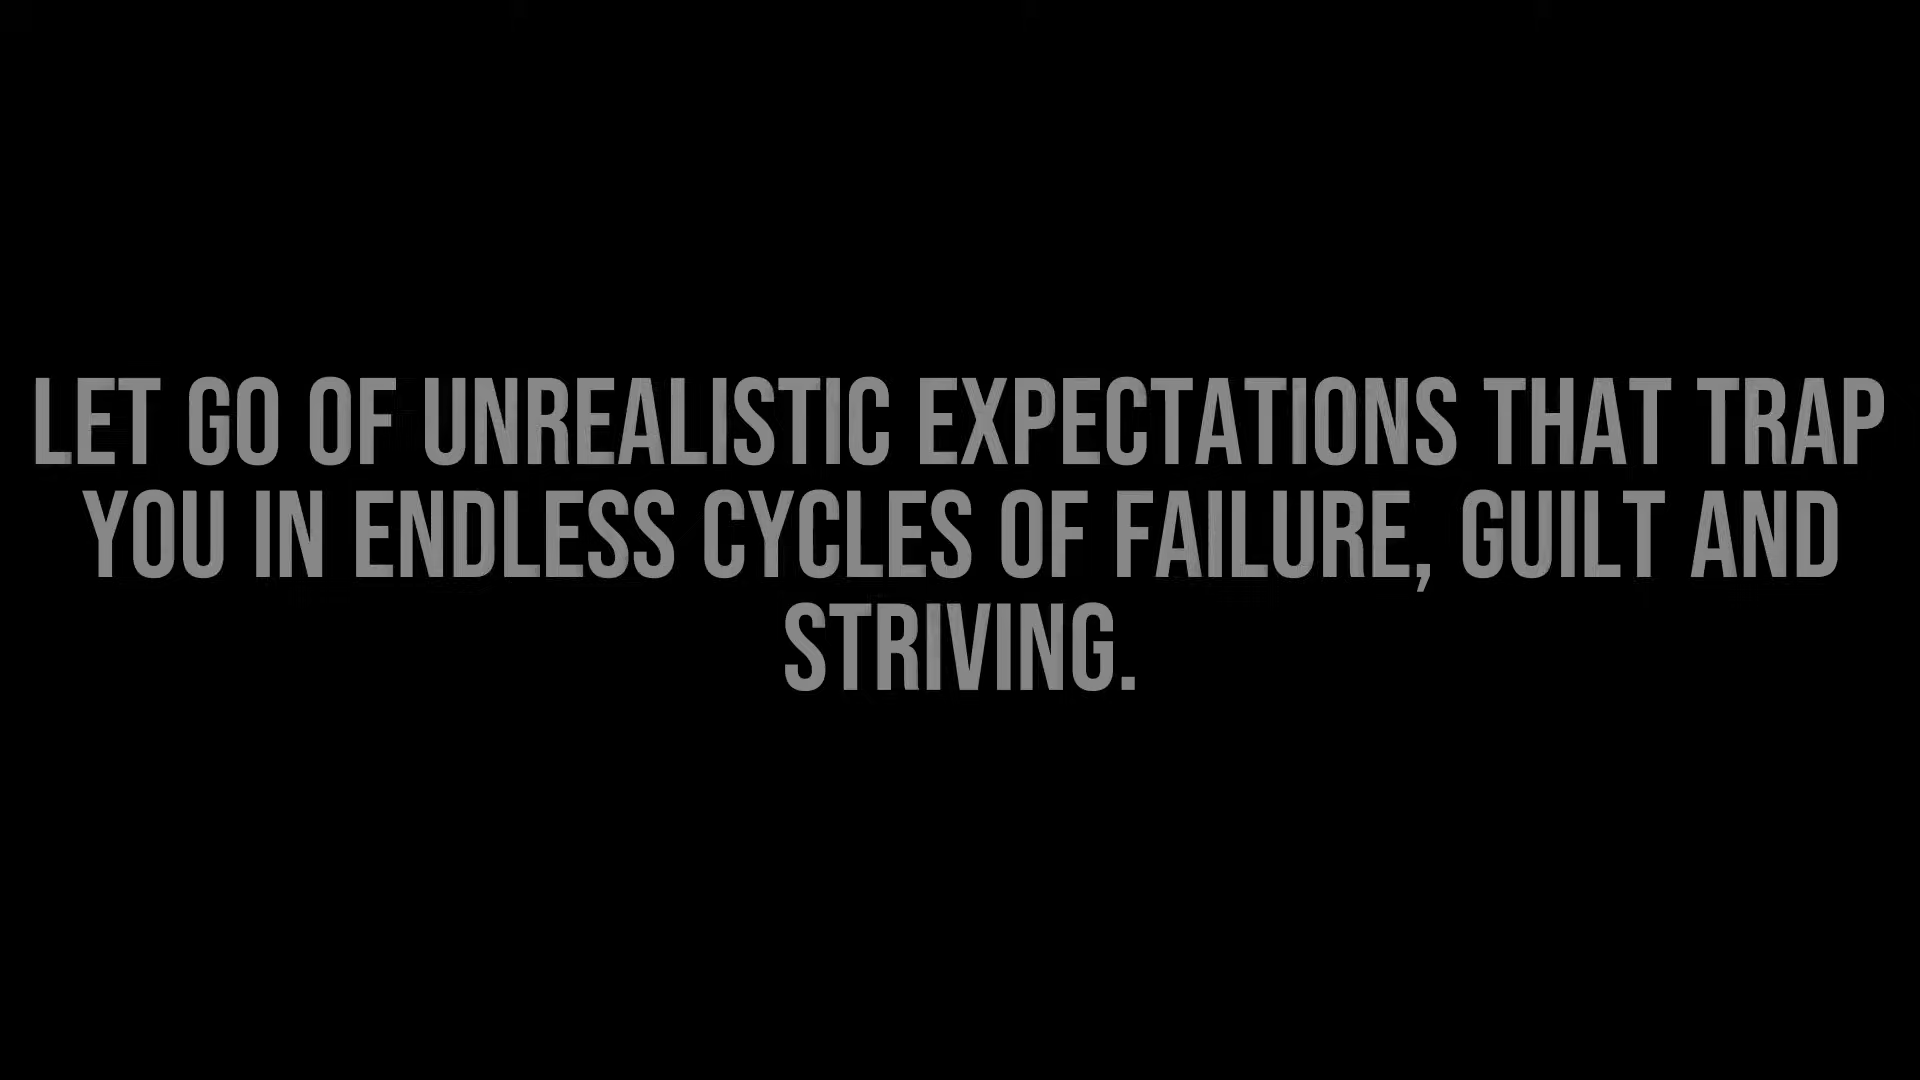 LET GO OF UNREALISTIC EXPECTATIONS THAT TRAP
YOU IN ENDLESS CYCLES OF FAILURE, GUILT AND
STRIVING.